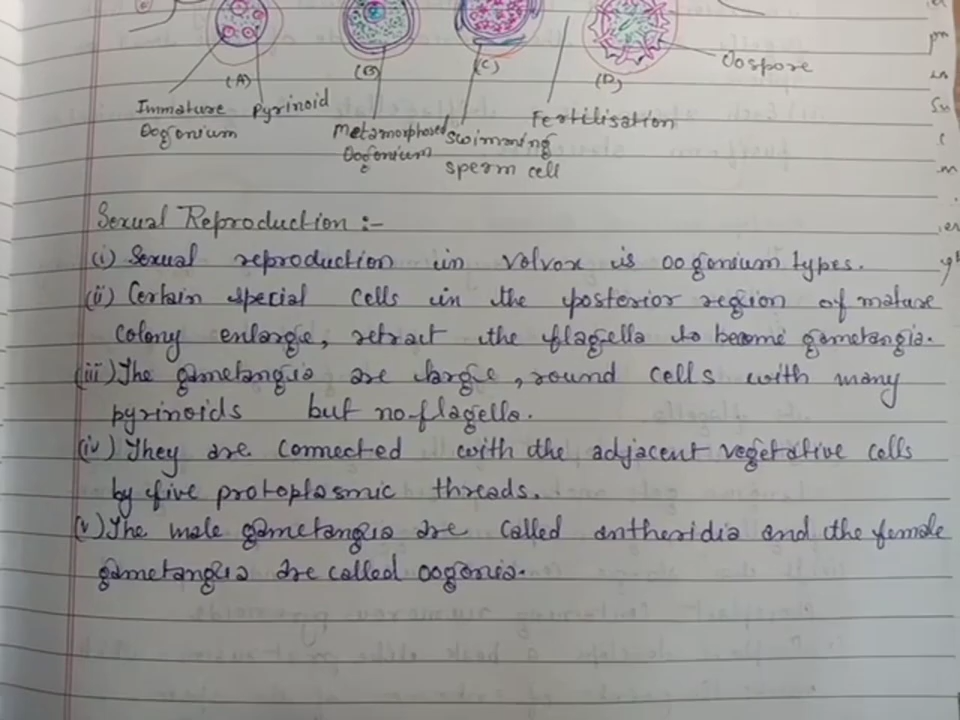 (A)
(B)
(C)
(D)
Oospore
Immature pyrinoid
Oogonium
Metamorphosed
Oogonium
swimming
sperm cell
Fertilisation
Sexual Reproduction :-
(i) Sexual reproduction in volvox is oogonium types.
(ii) Certain special cells in the posterior region of mature
colony enlarge, retract the flagella to become gametangia.
(iii) The gametangia are large, round cells with many
pyrinoids but no flagella.
(iv) They are connected with the adjacent vegetative cells
by five protoplasmic threads.
(v) The male gametangia are called antheridia and the female
gametangia are called oogonia.